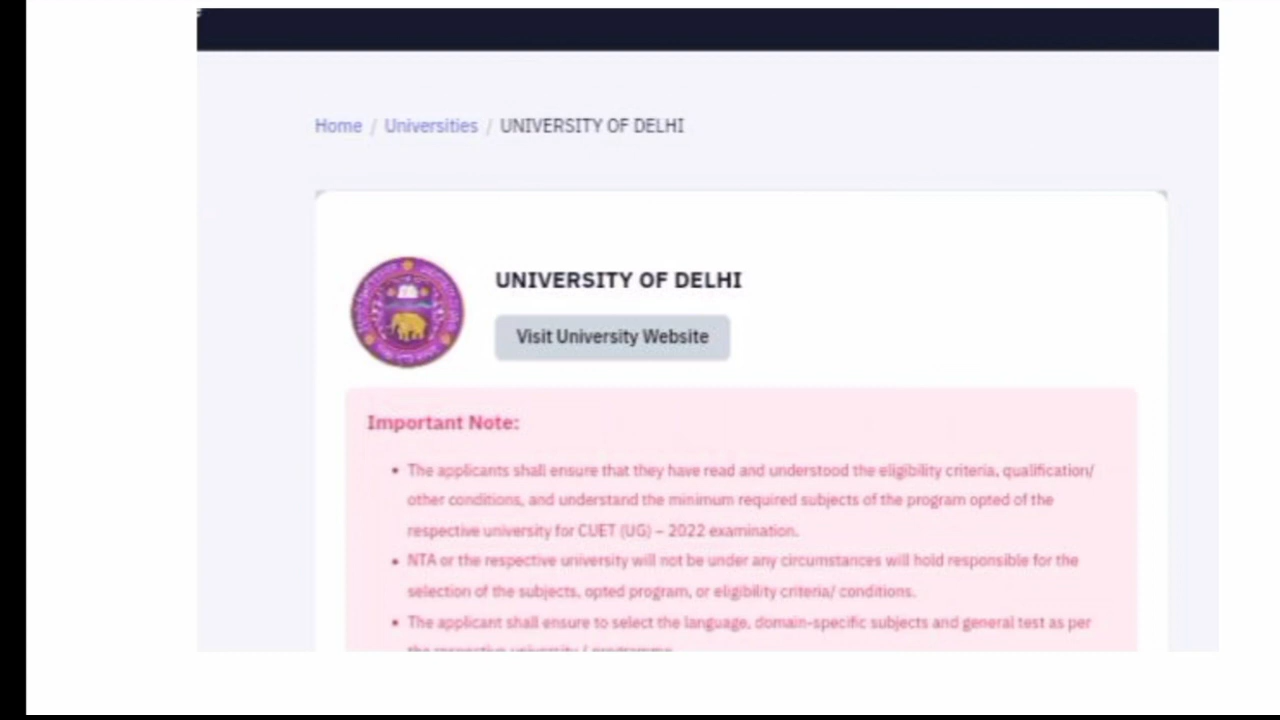 Home / Universities / UNIVERSITY OF DELHI
UNIVERSITY OF DELHI
Visit University Website
Important Note:
• The applicants shall ensure that they have read and understood the eligibility criteria, qualification/
other conditions, and understand the minimum required subjects of the program opted of the
respective university for CUET (UG) – 2022 examination.
• NTA or the respective university will not be under any circumstances will hold responsible for the
selection of the subjects, opted program, or eligibility criteria/ conditions.
• The applicant shall ensure to select the language, domain-specific subjects and general test as per
the respective university / programme